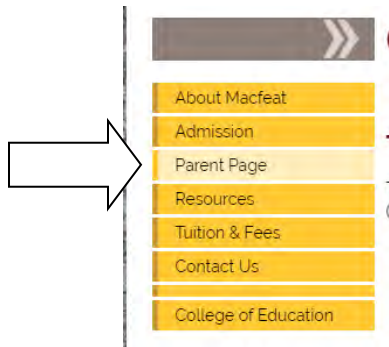 About Macfeat
Admission
Parent Page
Resources
Tuition & Fees
Contact Us
College of Education